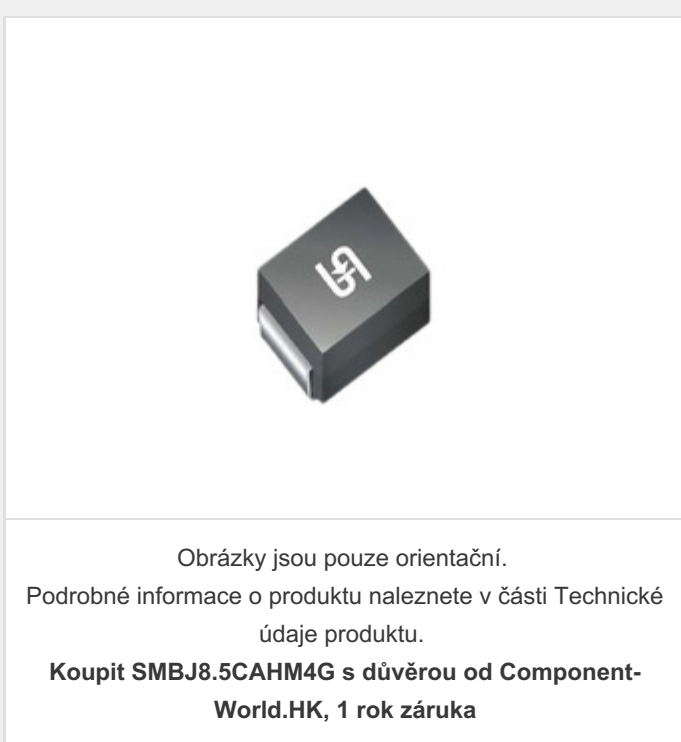 Obrázky jsou pouze orientační.
Podrobné informace o produktu naleznete v části Technické
údaje produktu.
Koupit SMBJ8.5CAHM4G s důvěrou od Component-
World.HK, 1 rok záruka